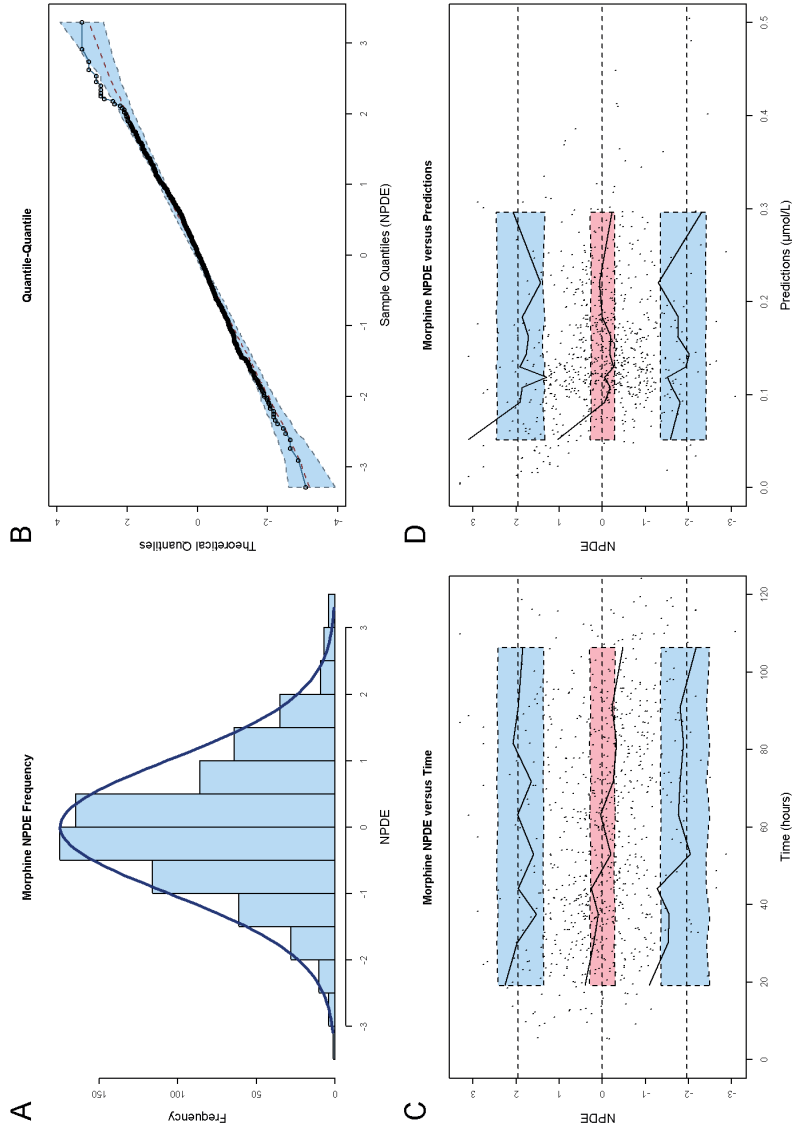 A
Morphine NPDE Frequency
Frequency
0 50 100 150
-3 -2 -1 0 1 2 3
NPDE
B
Quantile-Quantile
Theoretical Quantiles
-4 -2 0 2 4
-3 -2 -1 0 1 2 3
Sample Quantiles (NPDE)
C
Morphine NPDE versus Time
NPDE
-3 -2 -1 0 1 2 3
0 20 40 60 80 100 120
Time (hours)
D
Morphine NPDE versus Predictions
NPDE
-3 -2 -1 0 1 2 3
0.0 0.1 0.2 0.3 0.4 0.5
Predictions (µmol/L)